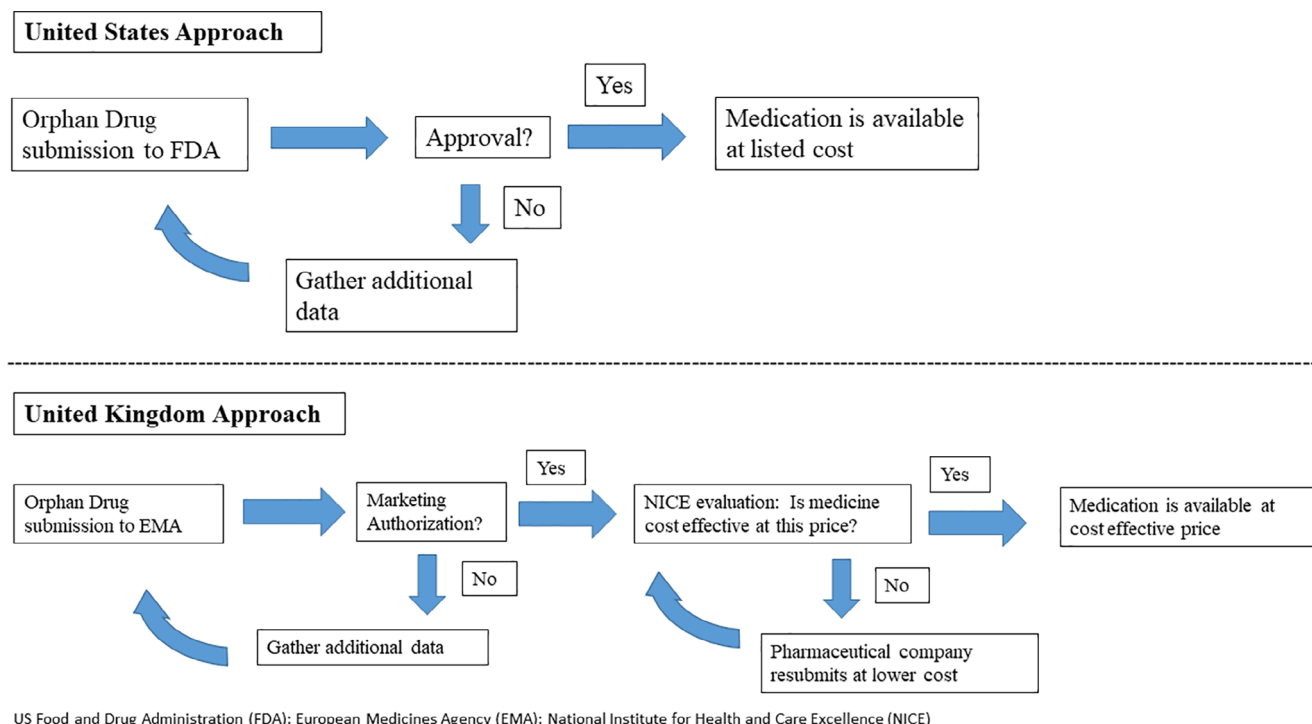 United States Approach
Yes
Orphan Drug
submission to FDA
Approval?
Medication is available
at listed cost
No
Gather additional
data
United Kingdom Approach
Yes
Yes
Orphan Drug
submission to EMA
Marketing
Authorization?
NICE evaluation: Is medicine
cost effective at this price?
Medication is available at
cost effective price
No
No
Gather additional data
Pharmaceutical company
resubmits at lower cost
US Food and Drug Administration (FDA); European Medicines Agency (EMA); National Institute for Health and Care Excellence (NICE)